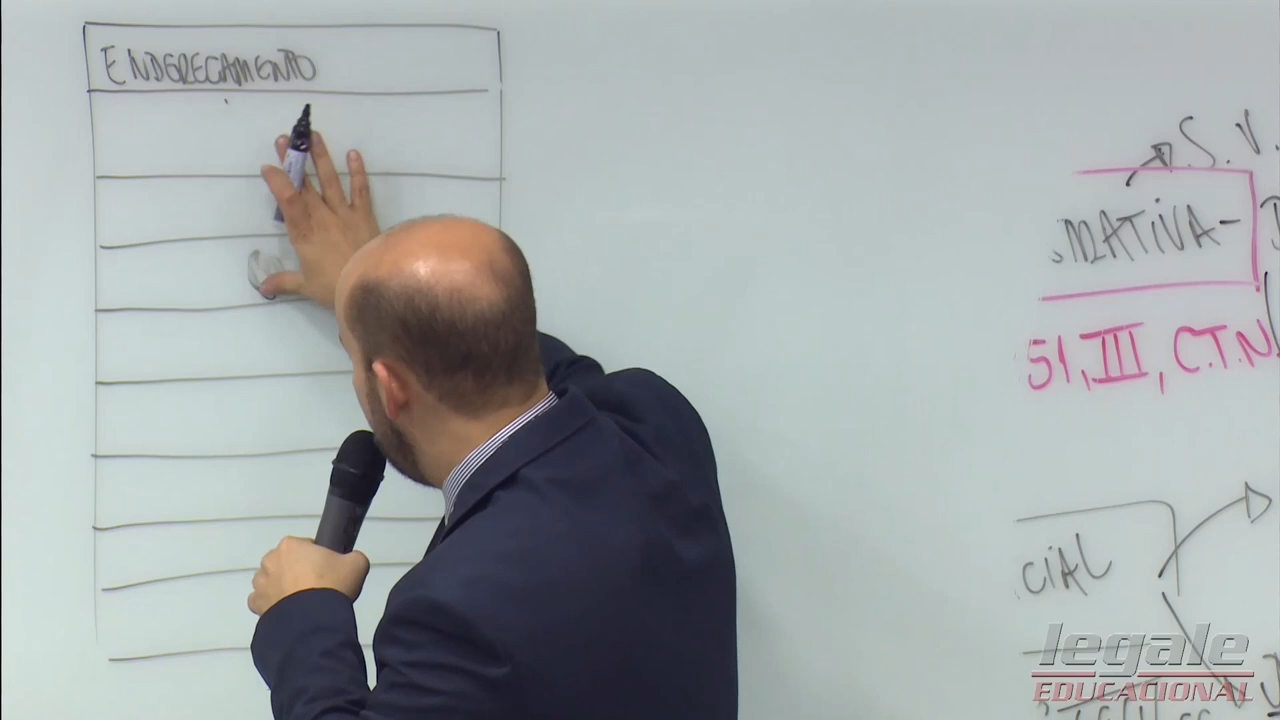 ENDEREÇAMENTO
S.V.
MATIVA-
51, III, C.T.N
CIAL
legale
EDUCACIONAL